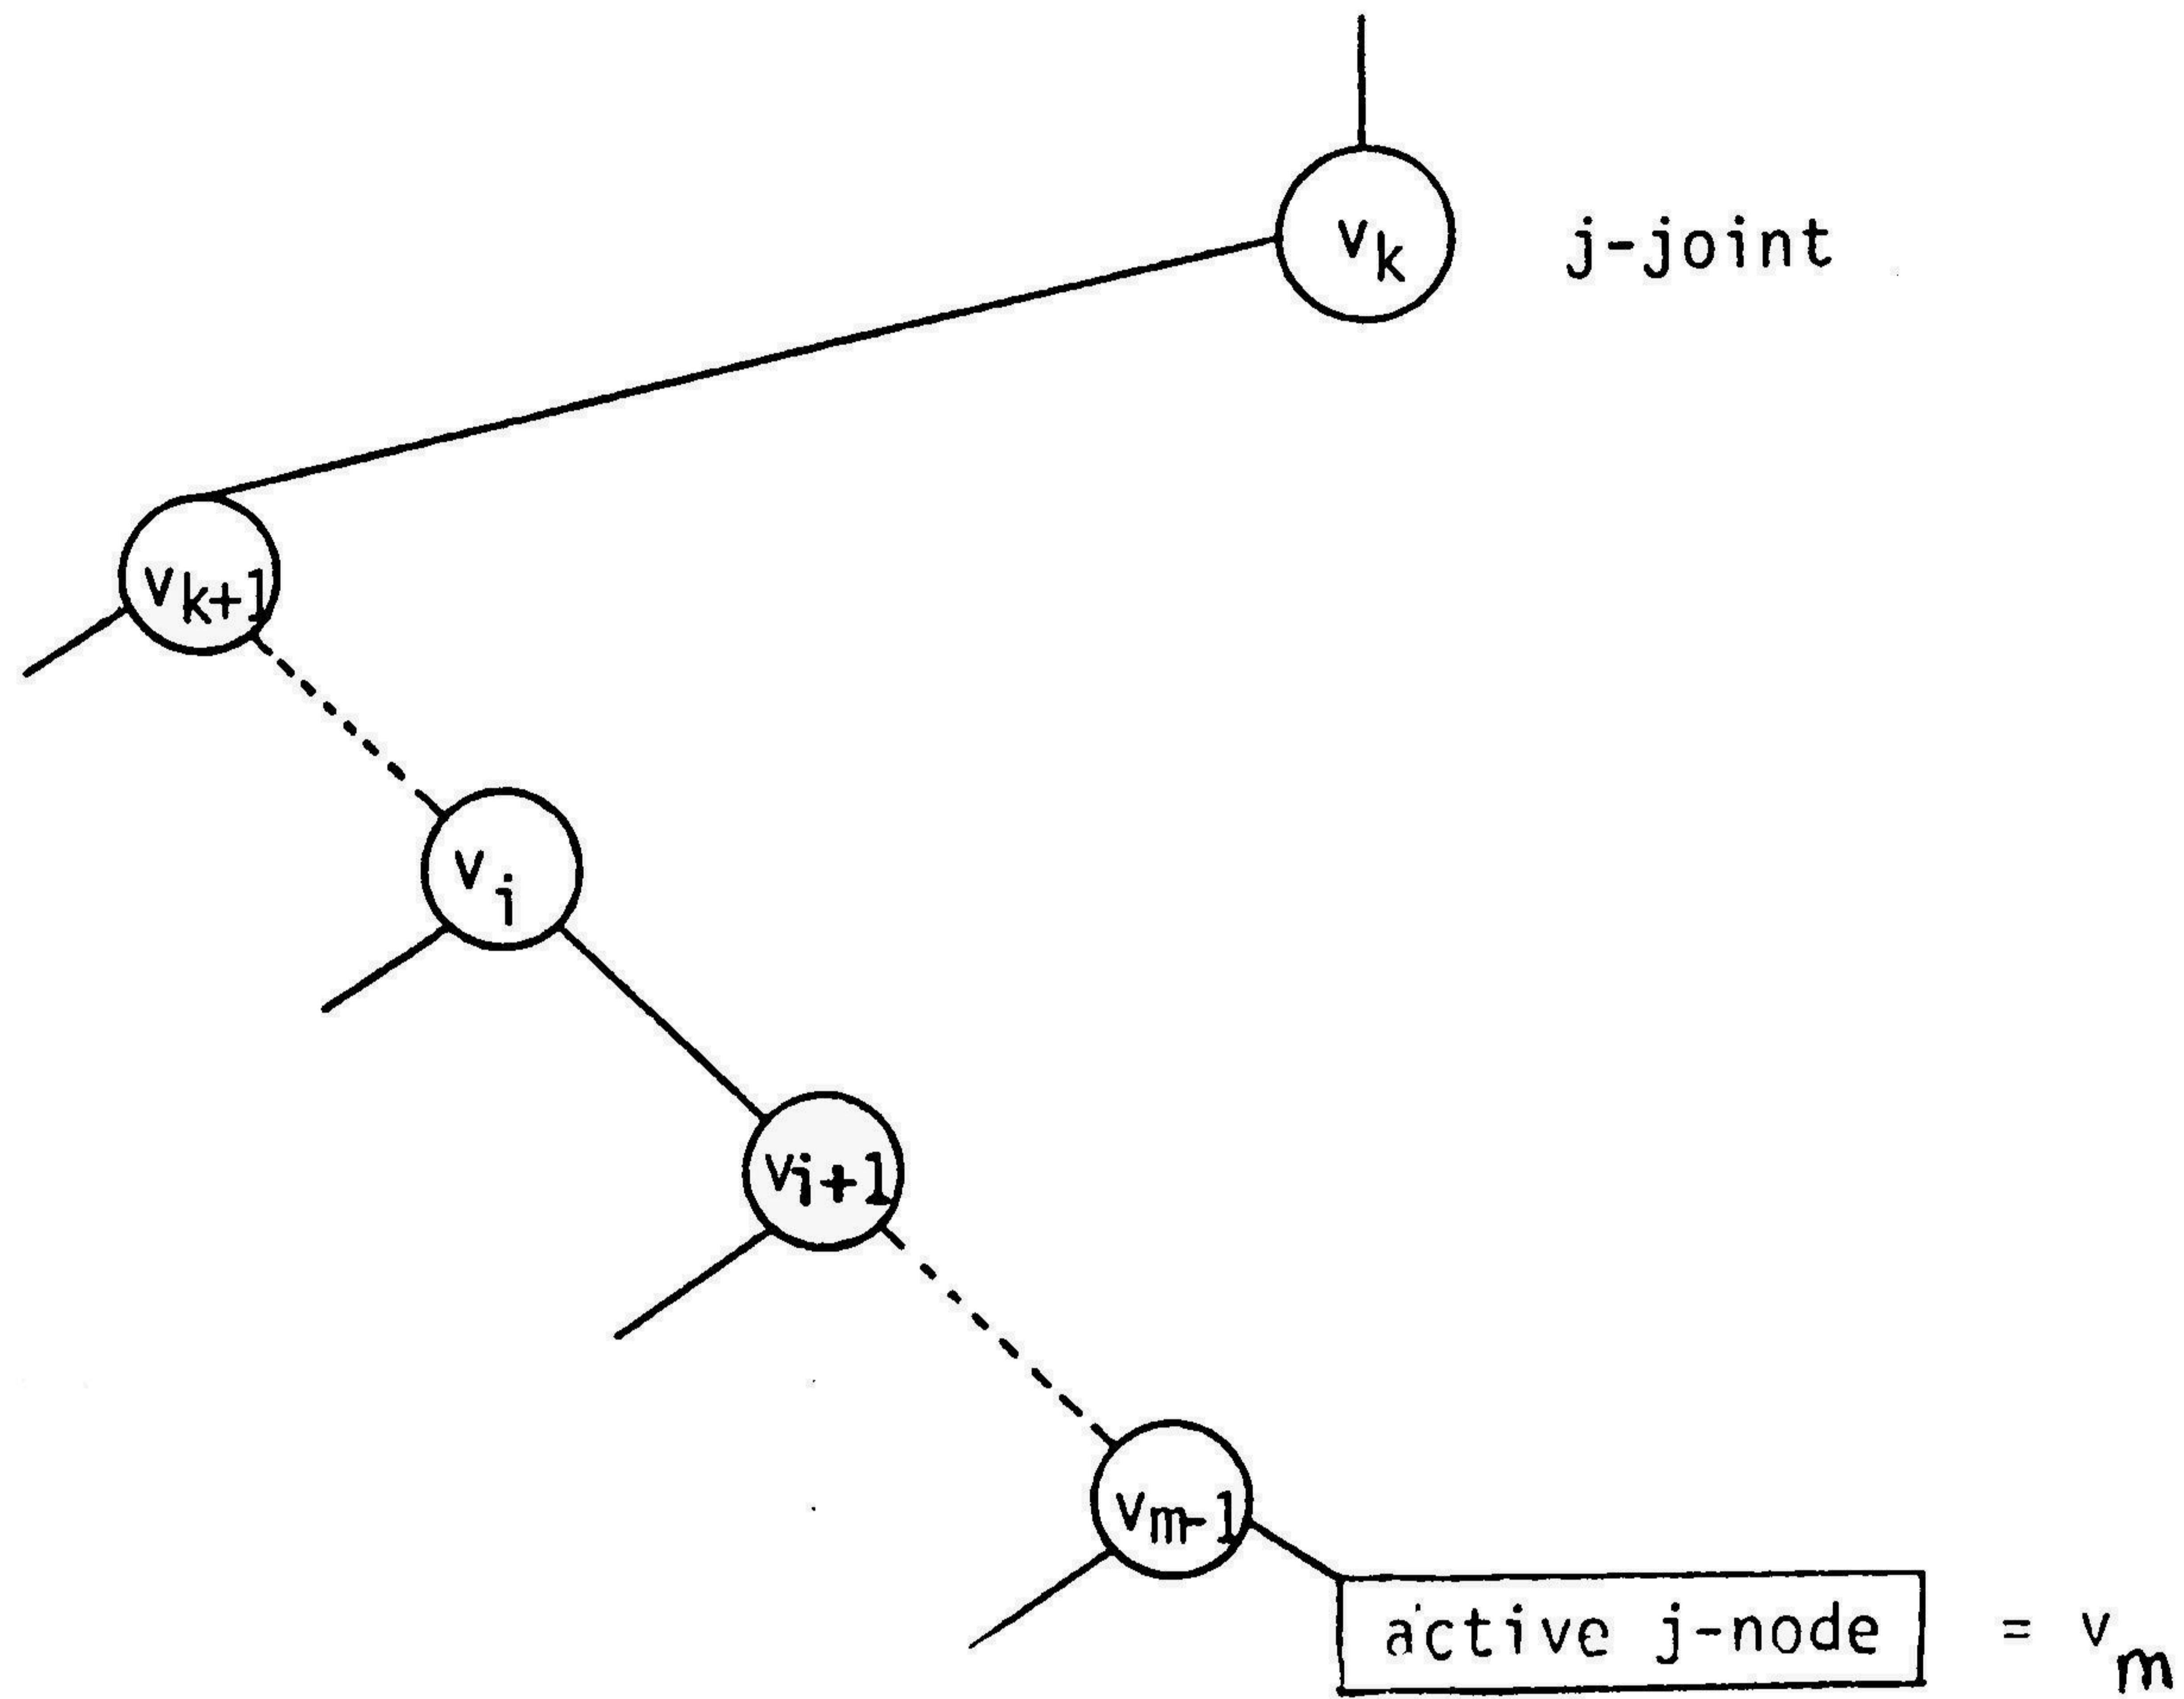 v_k j-joint
v_k+1
v_i
v_i+1
v_m-1
active j-node = v_m